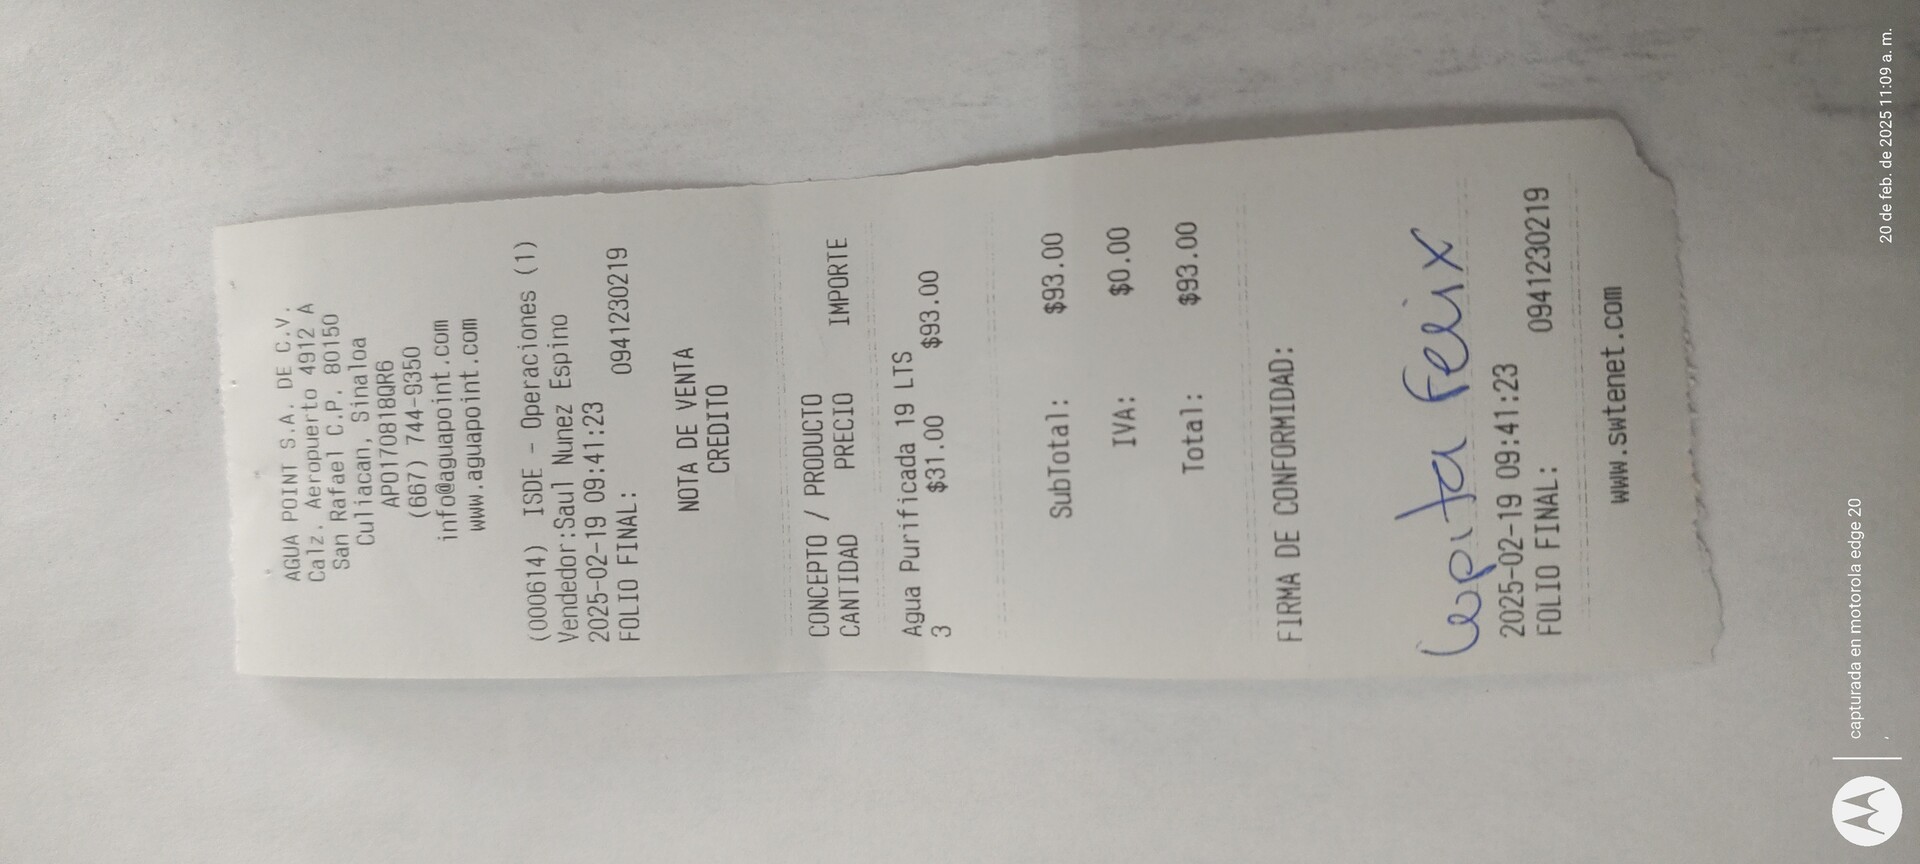 AGUA POINT S.A. DE C.V.
Calz. Aeropuerto 4912 A
San Rafael C.P. 80150
Culiacan, Sinaloa
APO170818QR6
(667) 744-9350
info@aguapoint.com
www.aguapoint.com
(000614) ISDE - Operaciones (1)
Vendedor:Saul Nunez Espino
2025-02-19 09:41:23
FOLIO FINAL: 0941230219
NOTA DE VENTA
CREDITO
CONCEPTO / PRODUCTO
CANTIDAD PRECIO IMPORTE
Agua Purificada 19 LTS
3 $31.00 $93.00
SubTotal: $93.00
IVA: $0.00
Total: $93.00
FIRMA DE CONFORMIDAD:
Lupita Felix
2025-02-19 09:41:23
FOLIO FINAL: 0941230219
www.swtenet.com
capturada en motorola edge 20
20 de feb. de 2025 11:09 a. m.